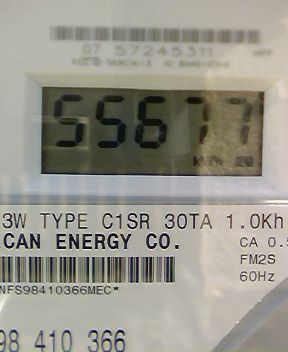 07 57245311
55677
kWh
3W TYPE C1SR 30TA 1.0Kh
CAN ENERGY CO.
CA 0.5
FM2S
60Hz
NFS98410366MEC*
98 410 366